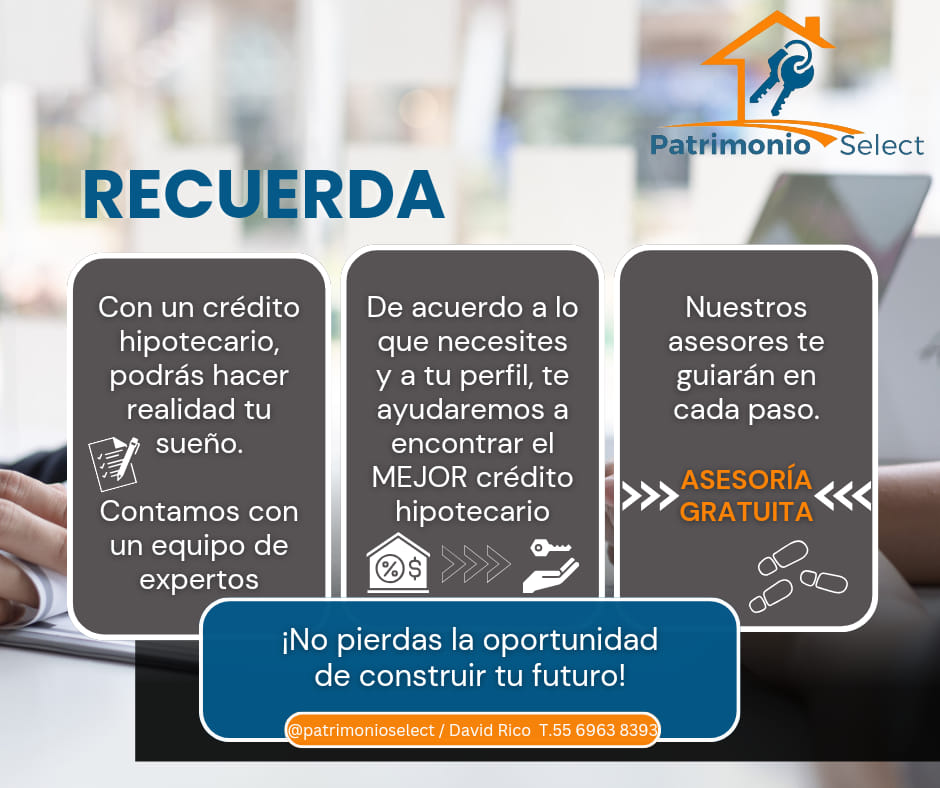 Patrimonio Select
RECUERDA
Con un crédito
hipotecario,
podrás hacer
realidad tu
sueño.
Contamos con
un equipo de
expertos
De acuerdo a lo
que necesites
y a tu perfil, te
ayudaremos a
encontrar el
MEJOR crédito
hipotecario
% $
Nuestros
asesores te
guiarán en
cada paso.
ASESORÍA
GRATUITA
¡No pierdas la oportunidad
de construir tu futuro!
@patrimonioselect / David Rico T.55 6963 8393